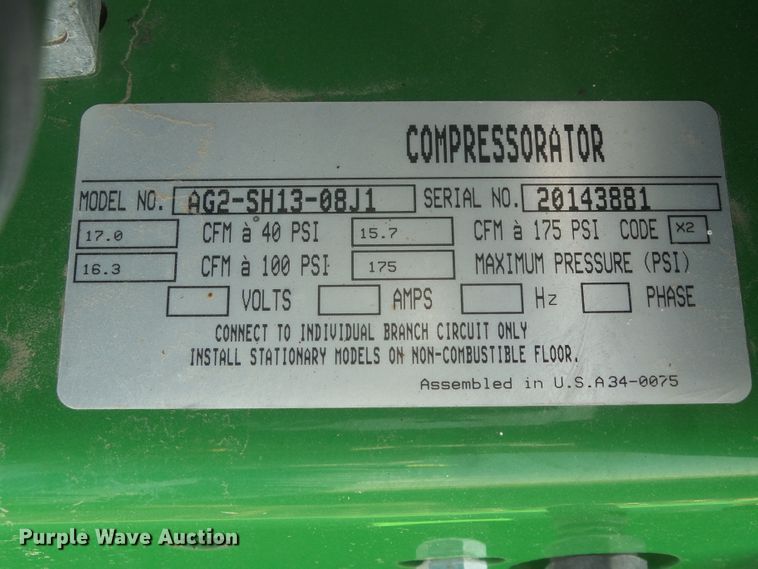 COMPRESSORATOR
MODEL NO. AG2-SH13-08J1 SERIAL NO. 20143881
17.0 CFM à 40 PSI 15.7 CFM à 175 PSI CODE X2
16.3 CFM à 100 PSI 175 MAXIMUM PRESSURE (PSI)
VOLTS AMPS Hz PHASE
CONNECT TO INDIVIDUAL BRANCH CIRCUIT ONLY
INSTALL STATIONARY MODELS ON NON-COMBUSTIBLE FLOOR.
Assembled in U.S.A 34-0075
Purple Wave Auction